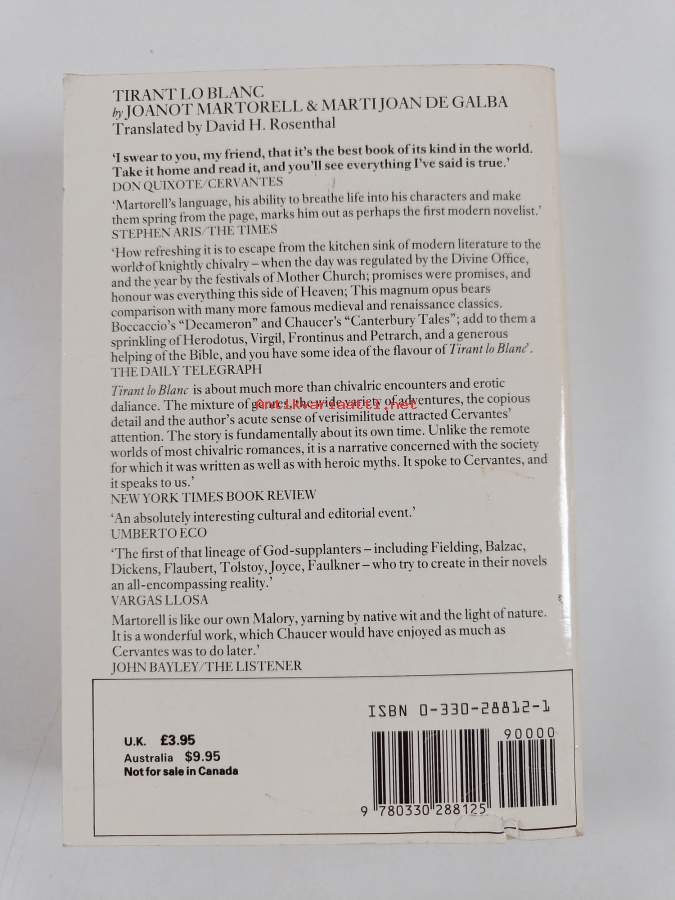 TIRANT LO BLANC
by JOANOT MARTORELL & MARTI JOAN DE GALBA
Translated by David H. Rosenthal
‘I swear to you, my friend, that it's the best book of its kind in the world.
Take it home and read it, and you'll see everything I've said is true.’
DON QUIXOTE/CERVANTES
‘Martorell's language, his ability to breathe life into his characters and make
them spring from the page, marks him out as perhaps the first modern novelist.’
STEPHEN ARIS/THE TIMES
‘How refreshing it is to escape from the kitchen sink of modern literature to the
world of knightly chivalry – when the day was regulated by the Divine Office,
and the year by the festivals of Mother Church; promises were promises, and
honour was everything this side of Heaven; This magnum opus bears
comparison with many more famous medieval and renaissance classics.
Boccaccio's “Decameron” and Chaucer's “Canterbury Tales”; add to them a
sprinkling of Herodotus, Virgil, Frontinus and Petrarch, and a generous
helping of the Bible, and you have some idea of the flavour of Tirant lo Blanc’.
THE DAILY TELEGRAPH
Tirant lo Blanc is about much more than chivalric encounters and erotic
daliance. The mixture of genres, the wide variety of adventures, the copious
Antikvariaatti.net
detail and the author's acute sense of verisimilitude attracted Cervantes'
attention. The story is fundamentally about its own time. Unlike the remote
worlds of most chivalric romances, it is a narrative concerned with the society
for which it was written as well as with heroic myths. It spoke to Cervantes, and
it speaks to us.’
NEW YORK TIMES BOOK REVIEW
‘An absolutely interesting cultural and editorial event.’
UMBERTO ECO
‘The first of that lineage of God-supplanters – including Fielding, Balzac,
Dickens, Flaubert, Tolstoy, Joyce, Faulkner – who try to create in their novels
an all-encompassing reality.’
VARGAS LLOSA
Martorell is like our own Malory, yarning by native wit and the light of nature.
It is a wonderful work, which Chaucer would have enjoyed as much as
Cervantes was to do later.’
JOHN BAYLEY/THE LISTENER
ISBN 0-330-28812-1
U.K. £3.95
Australia $9.95
Not for sale in Canada
90000
9 780330 288125